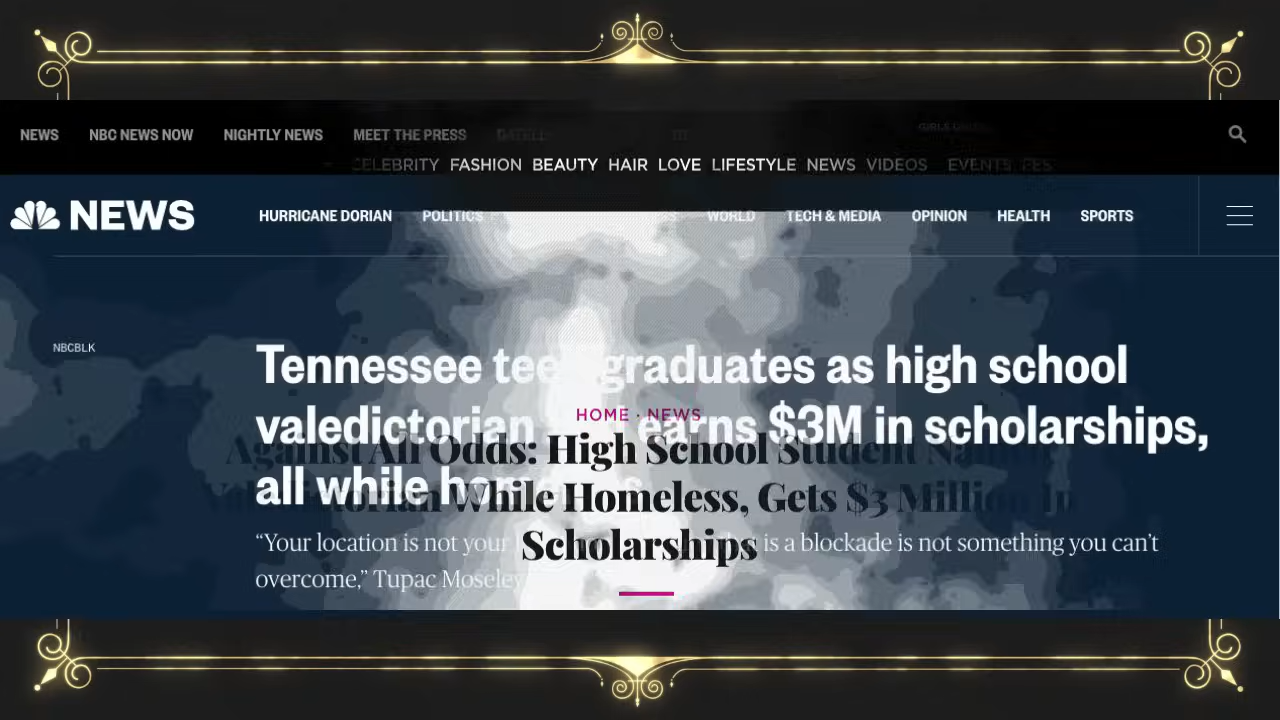 NEWS NBC NEWS NOW NIGHTLY NEWS MEET THE PRESS
CELEBRITY FASHION BEAUTY HAIR LOVE LIFESTYLE NEWS VIDEOS EVENTS
NEWS HURRICANE DORIAN POLITICS WORLD TECH & MEDIA OPINION HEALTH SPORTS
NBCBLK
Tennessee graduates as high school
valedictorian earns $3M in scholarships,
all while
HOME · NEWS
Against All Odds: High School Student
While Homeless, Gets $3 Million In
Scholarships
“Your location is not your is a blockade is not something you can’t
overcome,” Tupac Moseley